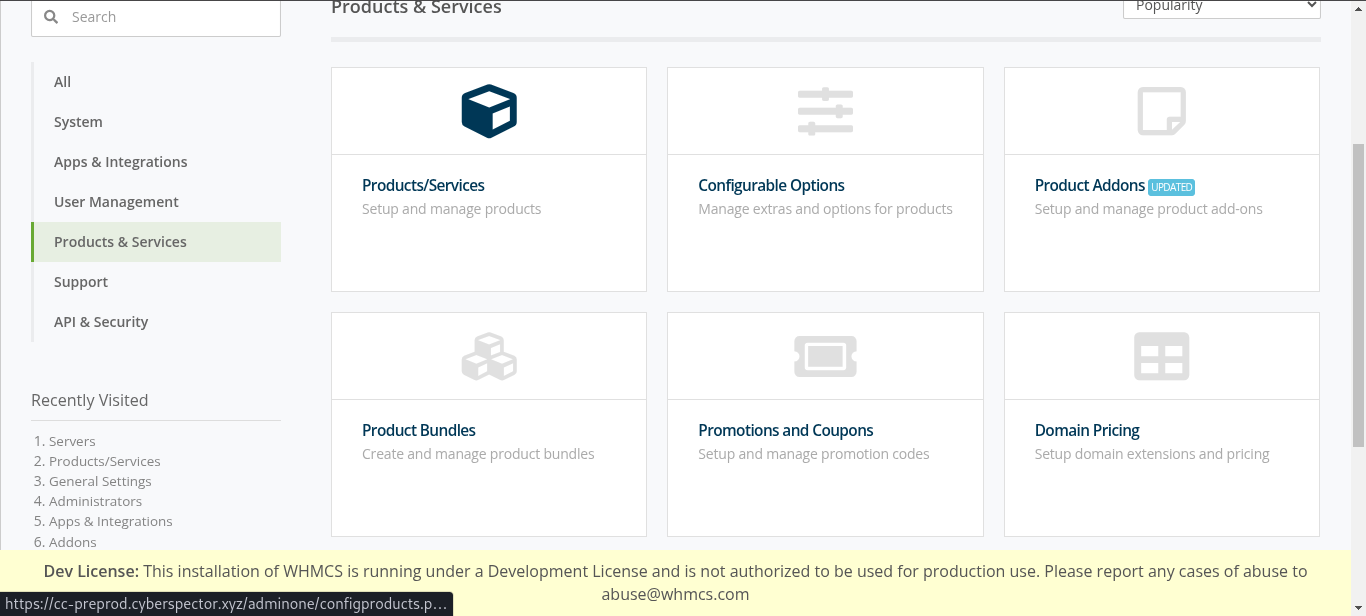 Search
Products & Services
Popularity
All
System
Apps & Integrations
User Management
Products & Services
Support
API & Security
Recently Visited
1. Servers
2. Products/Services
3. General Settings
4. Administrators
5. Apps & Integrations
6. Addons
Products/Services
Setup and manage products
Configurable Options
Manage extras and options for products
Product Addons UPDATED
Setup and manage product add-ons
Product Bundles
Create and manage product bundles
Promotions and Coupons
Setup and manage promotion codes
Domain Pricing
Setup domain extensions and pricing
Dev License: This installation of WHMCS is running under a Development License and is not authorized to be used for production use. Please report any cases of abuse to
abuse@whmcs.com
https://cc-preprod.cyberspector.xyz/adminone/configproducts.p…